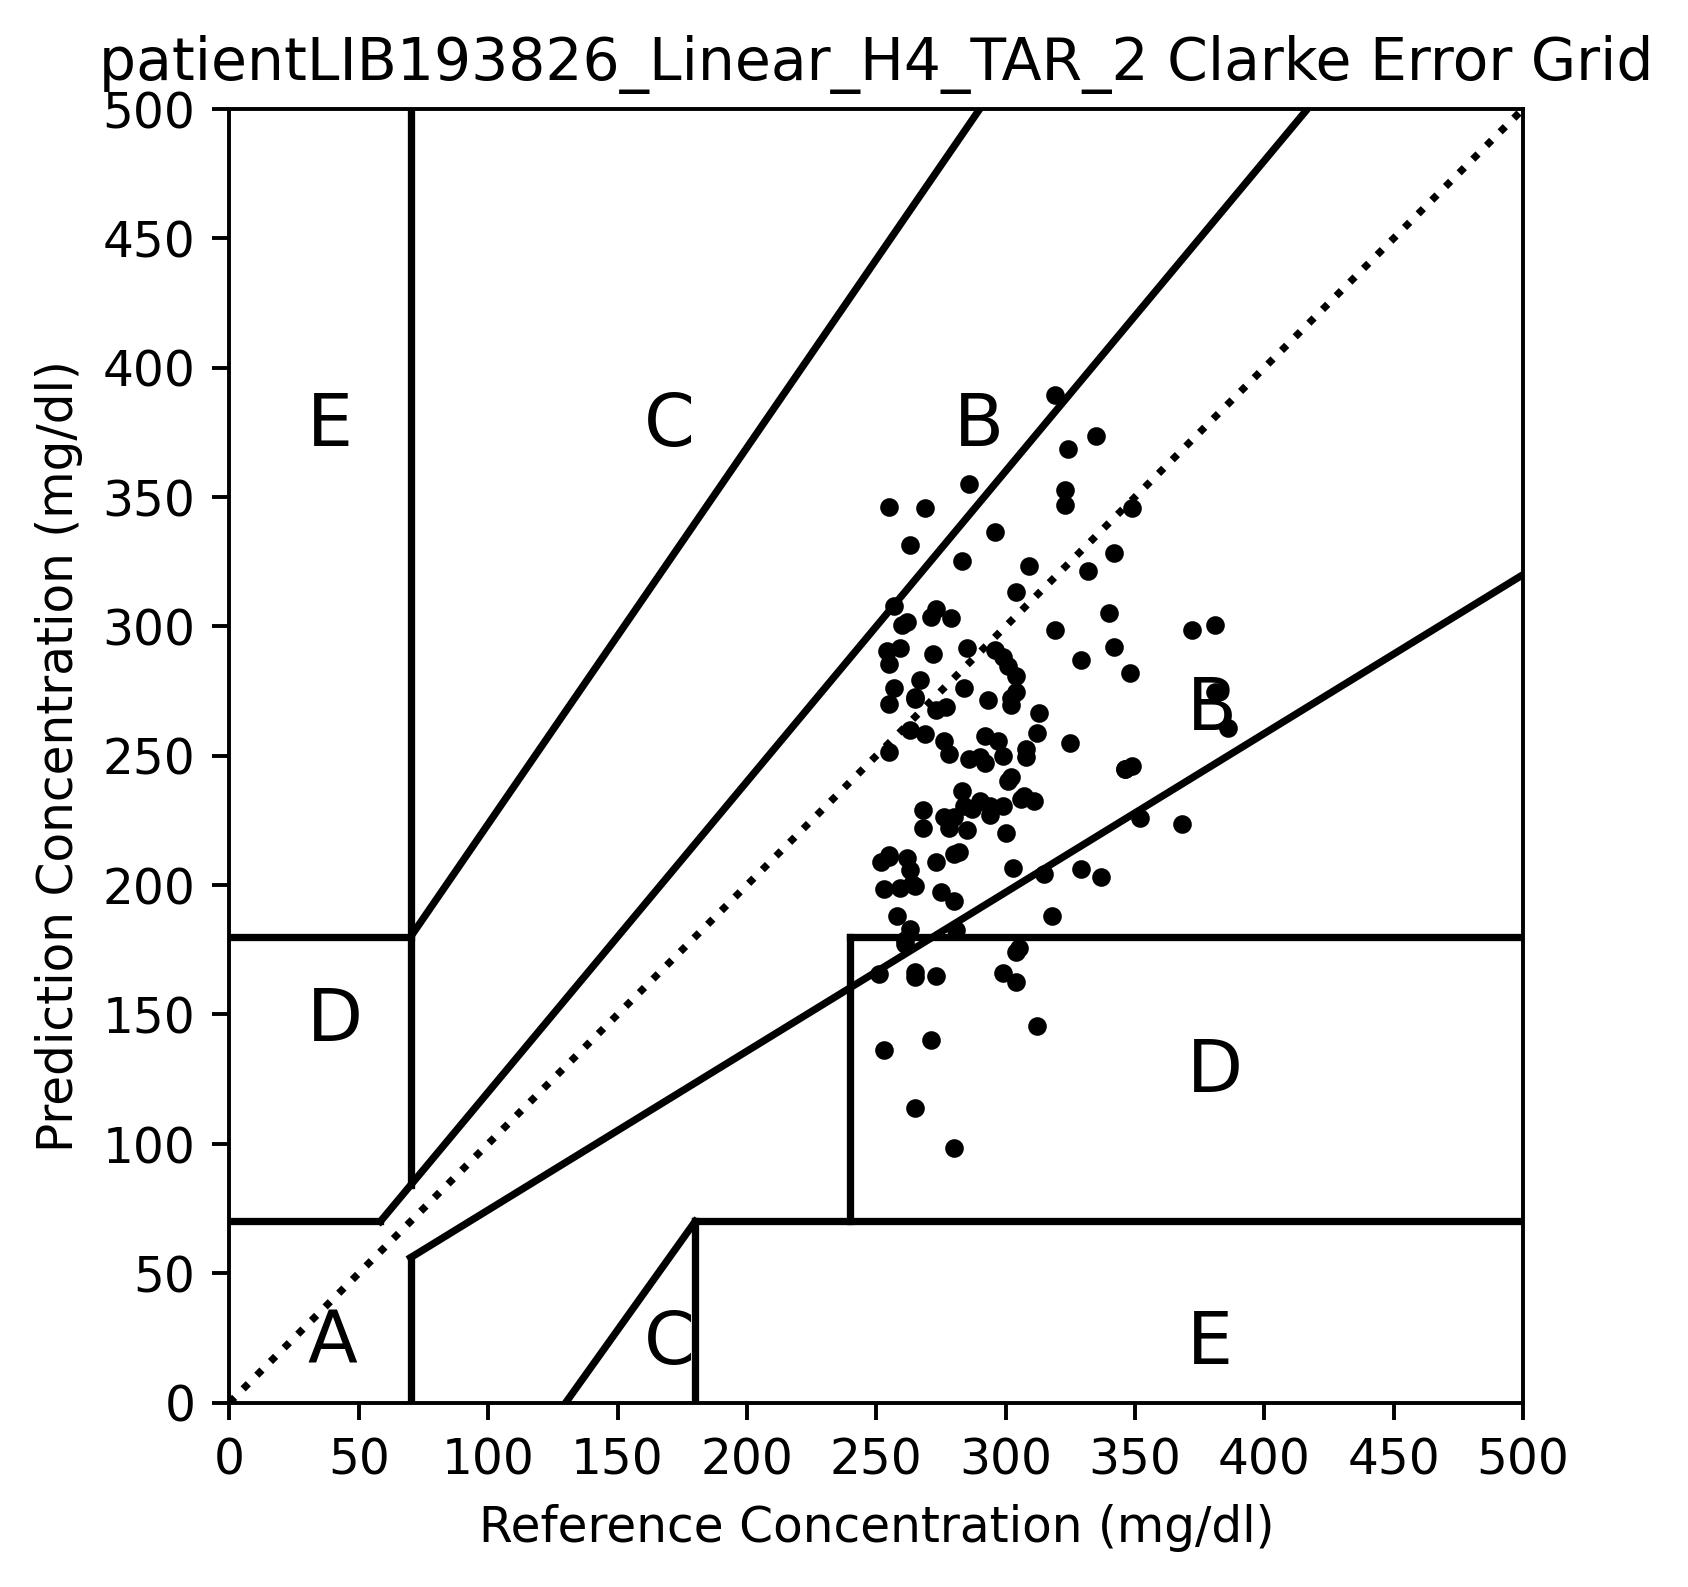 patientLIB193826_Linear_H4_TAR_2 Clarke Error Grid
500
450
400
350
300
250
200
150
100
50
0
Prediction Concentration (mg/dl)
E
C
B
B
D
D
A
C
E
0 50 100 150 200 250 300 350 400 450 500
Reference Concentration (mg/dl)